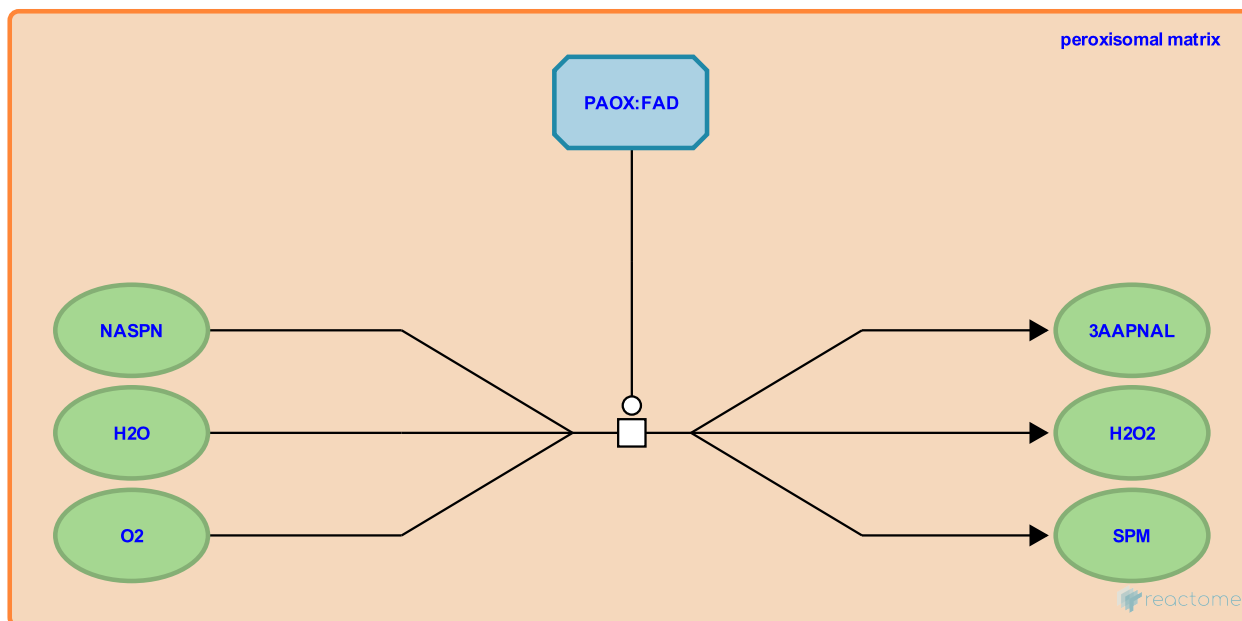 peroxisomal matrix
PAOX:FAD
NASPN
3AAPNAL
H2O
H2O2
O2
SPM
reactome